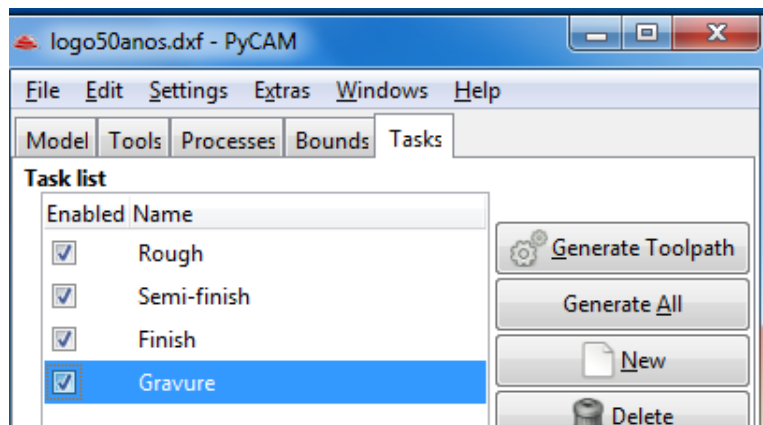 logo50anos.dxf - PyCAM
File Edit Settings Extras Windows Help
Model Tools Processes Bounds Tasks
Task list
Enabled Name
Rough
Semi-finish
Finish
Gravure
Generate Toolpath
Generate All
New
Delete